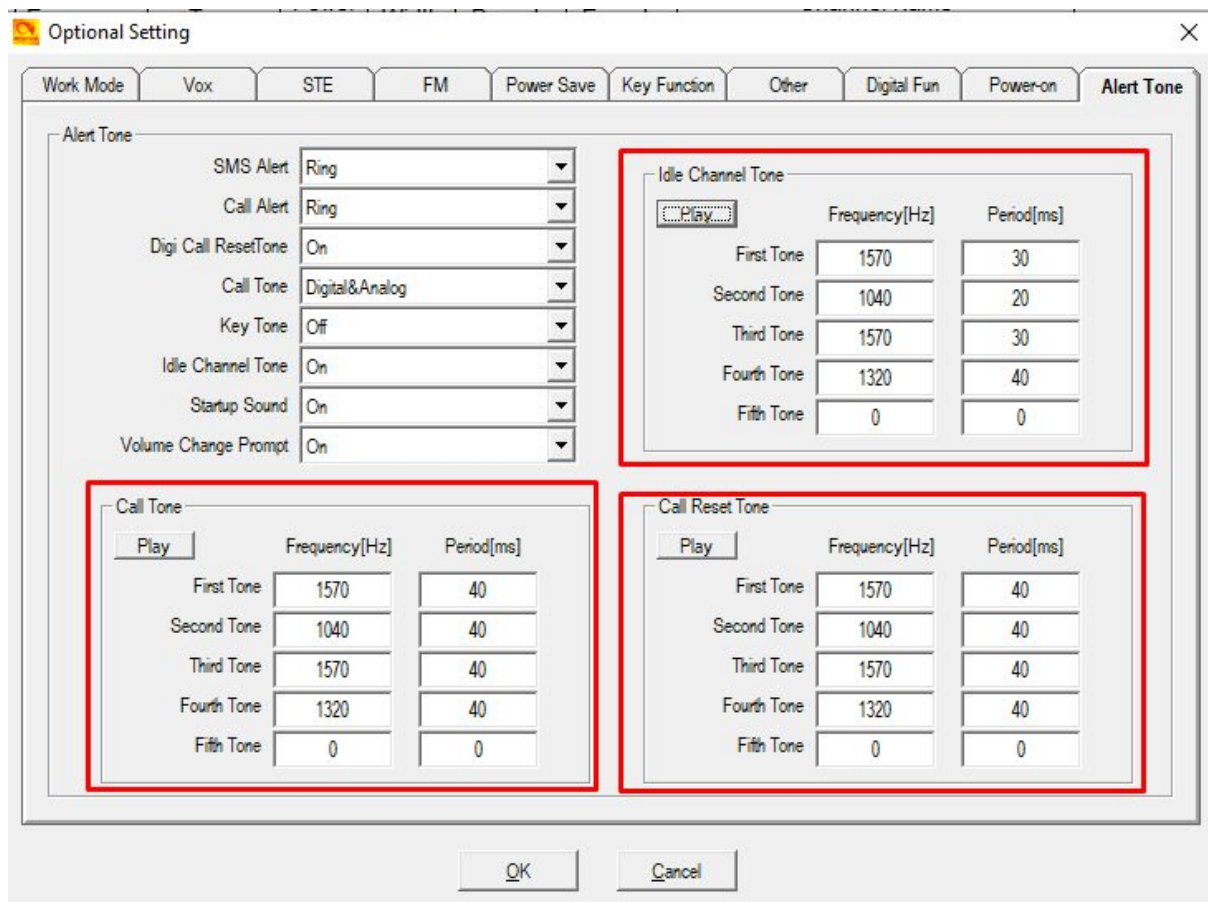 Optional Setting
Work Mode Vox STE FM Power Save Key Function Other Digital Fun Power-on Alert Tone
Alert Tone
SMS Alert Ring
Call Alert Ring
Digi Call ResetTone On
Call Tone Digital&Analog
Key Tone Off
Idle Channel Tone On
Startup Sound On
Volume Change Prompt On
Idle Channel Tone
Play Frequency[Hz] Period[ms]
First Tone 1570 30
Second Tone 1040 20
Third Tone 1570 30
Fourth Tone 1320 40
Fifth Tone 0 0
Call Tone
Play Frequency[Hz] Period[ms]
First Tone 1570 40
Second Tone 1040 40
Third Tone 1570 40
Fourth Tone 1320 40
Fifth Tone 0 0
Call Reset Tone
Play Frequency[Hz] Period[ms]
First Tone 1570 40
Second Tone 1040 40
Third Tone 1570 40
Fourth Tone 1320 40
Fifth Tone 0 0
OK Cancel